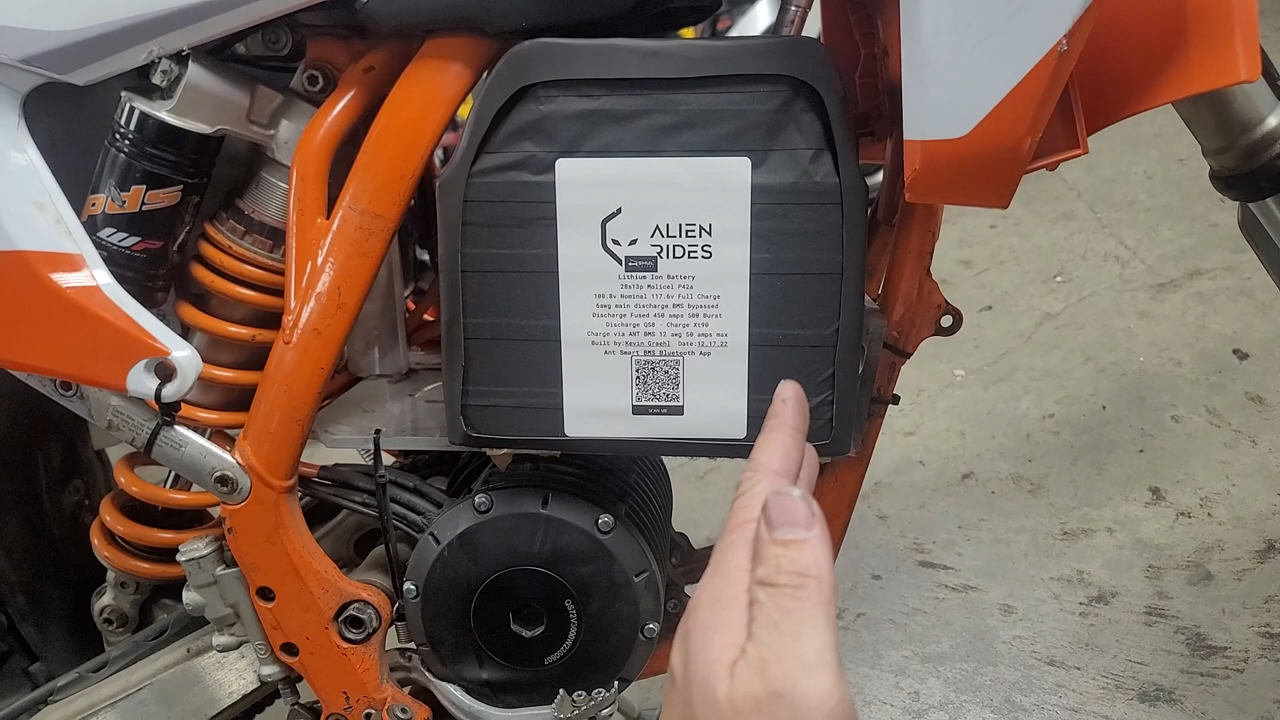 pds
WP
SUSPENSION
ALIEN
RIDES
Lithium Ion Battery
28s13p Molicel P42a
100.8v Nominal 117.6v Full Charge
6awg main discharge BMS bypassed
Discharge Fused 450 amps 500 Burst
Discharge QS8 - Charge Xt90
Charge via ANT BMS 12 awg 50 amps max
Built by:Kevin Graehl Date:12.17.22
Ant Smart BMS Bluetooth App
SCAN ME